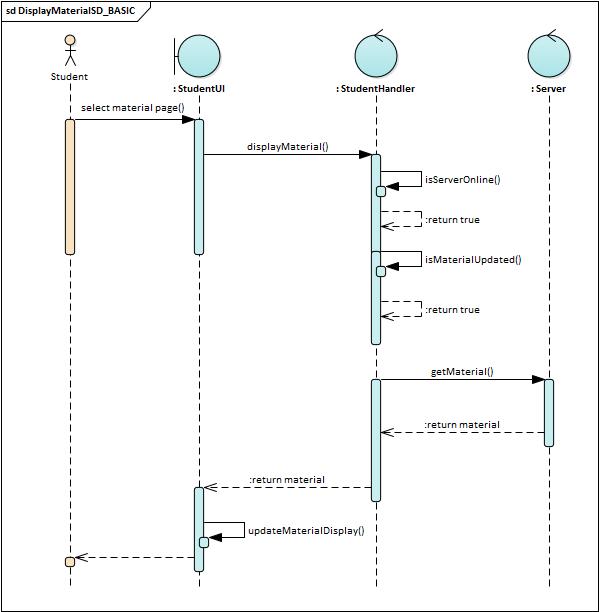 sd DisplayMaterialSD_BASIC
Student
: StudentUI
: StudentHandler
: Server
select material page()
displayMaterial()
isServerOnline()
:return true
isMaterialUpdated()
:return true
getMaterial()
:return material
:return material
updateMaterialDisplay()